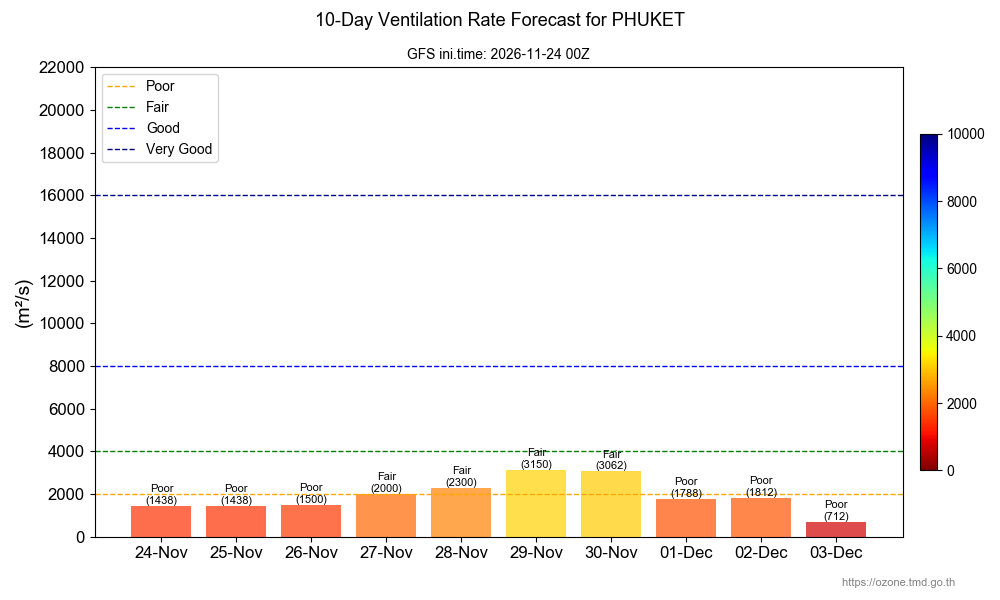 10-Day Ventilation Rate Forecast for PHUKET
GFS ini.time: 2026-11-24 00Z
(m²/s)
22000
20000
18000
16000
14000
12000
10000
8000
6000
4000
2000
0
Poor
Fair
Good
Very Good
Poor
(1438)
Poor
(1438)
Poor
(1500)
Fair
(2000)
Fair
(2300)
Fair
(3150)
Fair
(3062)
Poor
(1788)
Poor
(1812)
Poor
(712)
24-Nov 25-Nov 26-Nov 27-Nov 28-Nov 29-Nov 30-Nov 01-Dec 02-Dec 03-Dec
10000
8000
6000
4000
2000
0
https://ozone.tmd.go.th